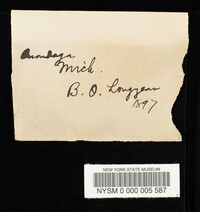 Onondaga
Mich.
B. O. Longyear
1897
NEW YORK STATE MUSEUM
NYSM 0 000 005 587